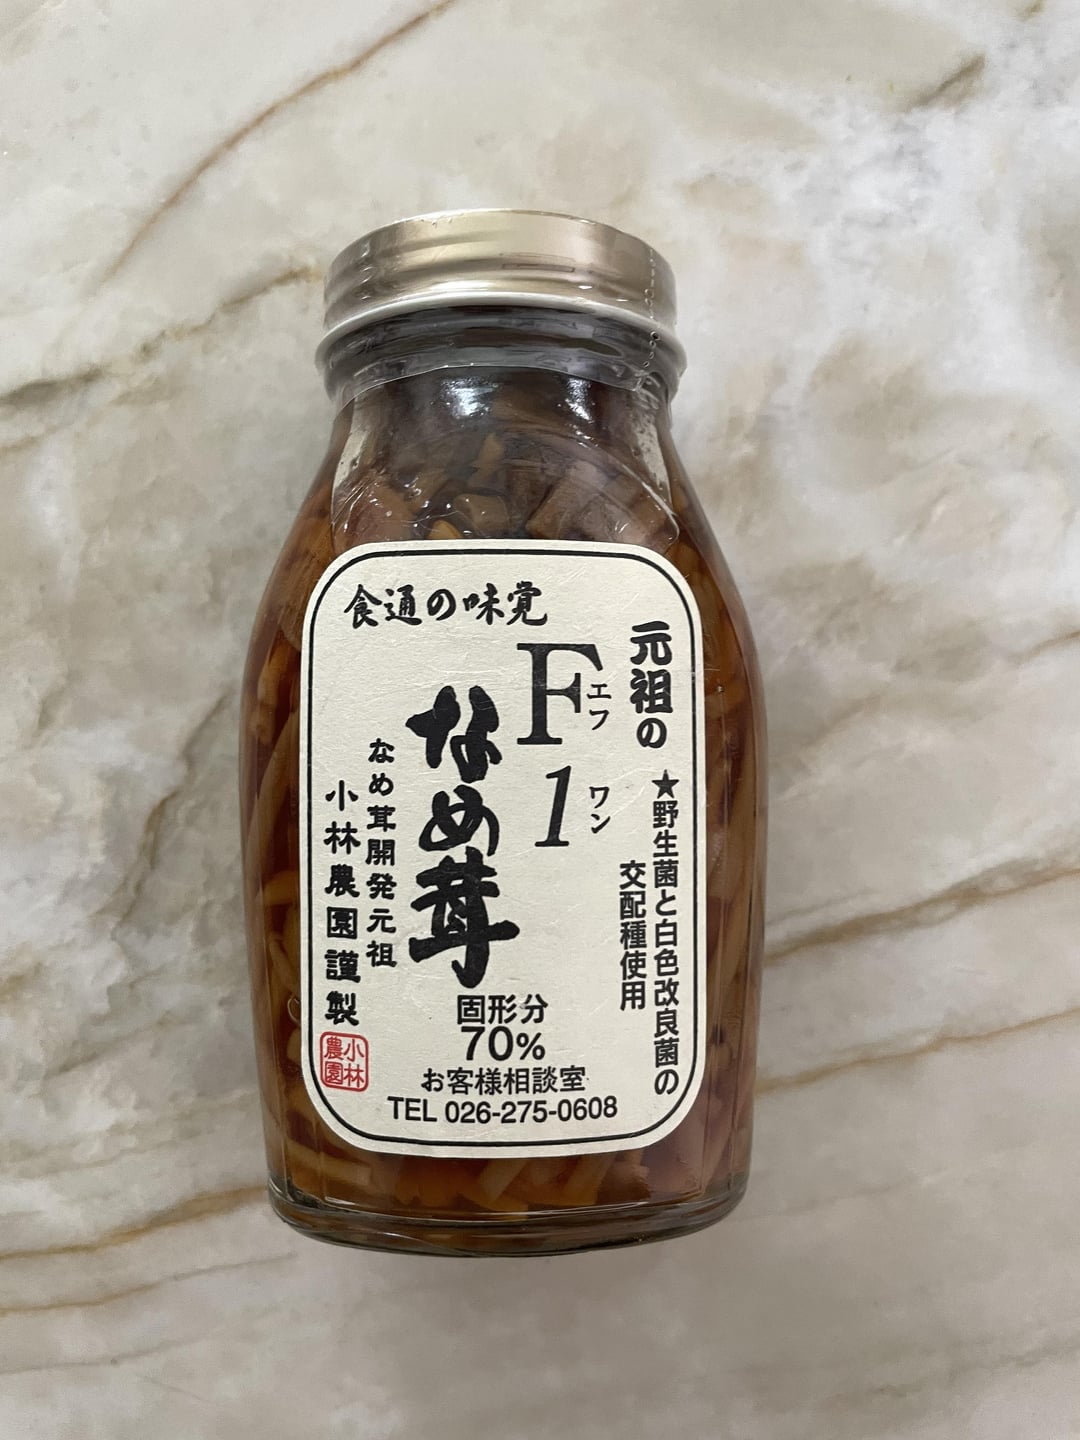 食通の味覚
元祖の
F1
エフ
ワン
なめ茸
★野生菌と白色改良菌の
交配種使用
なめ茸開発元祖
小林農園謹製
小林
農園
固形分
70%
お客様相談室
TEL 026-275-0608